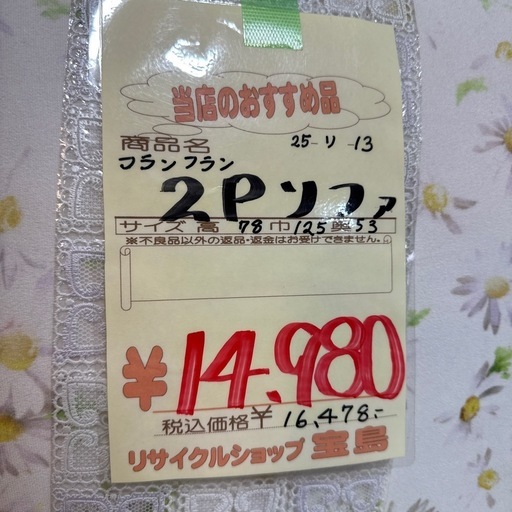 当店のおすすめ品
商品名 25-リ-13
フランフラン
2Pソファ
サイズ 高 78 巾 125 奥 53
※不良品以外の返品・返金はお受けできません。
¥14,980
税込価格¥ 16,478-
リサイクルショップ 宝島